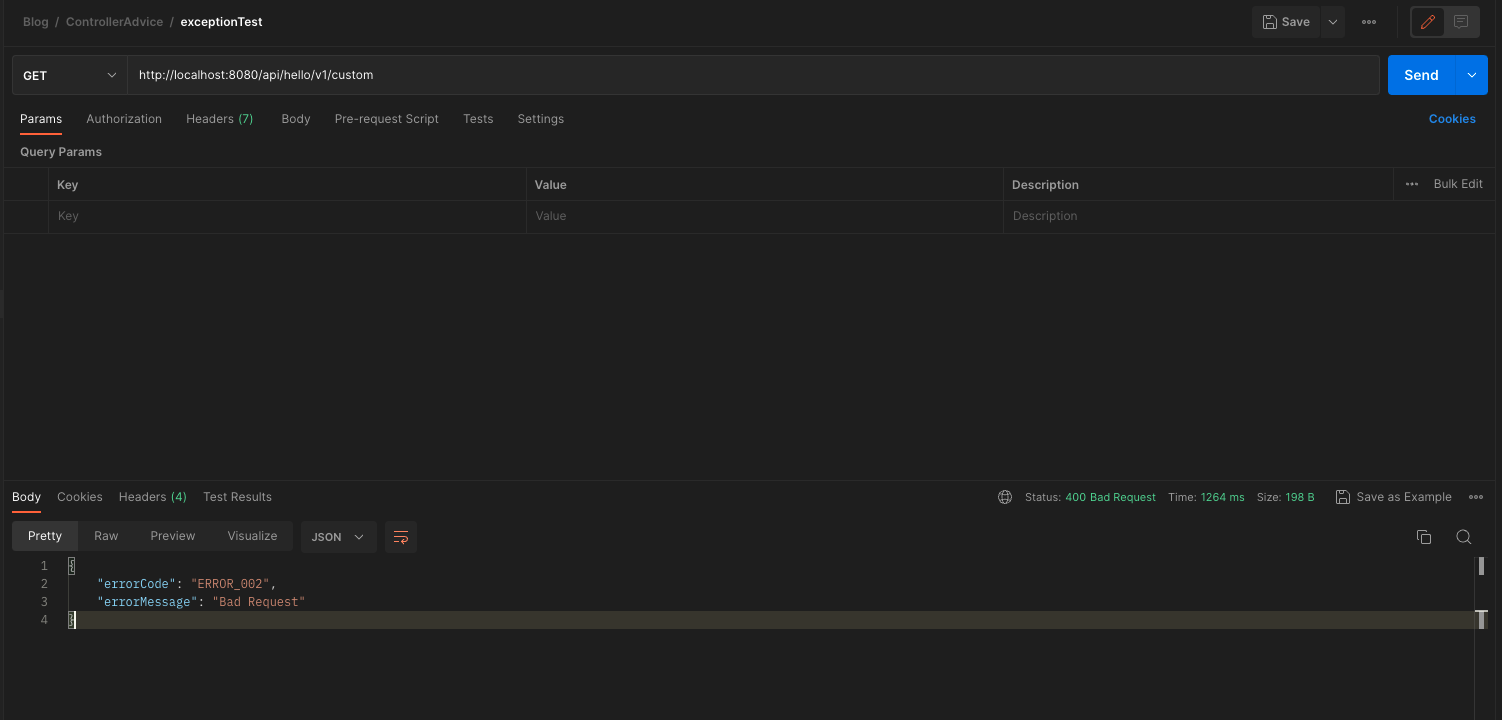 Blog / ControllerAdvice / exceptionTest Save
GET http://localhost:8080/api/hello/v1/custom Send
Params Authorization Headers (7) Body Pre-request Script Tests Settings Cookies
Query Params
Key Value Description Bulk Edit
Key Value Description
Body Cookies Headers (4) Test Results Status: 400 Bad Request Time: 1264 ms Size: 198 B Save as Example
Pretty Raw Preview Visualize JSON
1 {
2 "errorCode": "ERROR_002",
3 "errorMessage": "Bad Request"
4 }